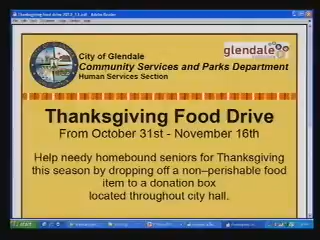 glendale
City of Glendale
Community Services and Parks Department
Human Services Section
Thanksgiving Food Drive
From October 31st - November 16th
Help needy homebound seniors for Thanksgiving
this season by dropping off a non-perishable food
item to a donation box
located throughout city hall.
start